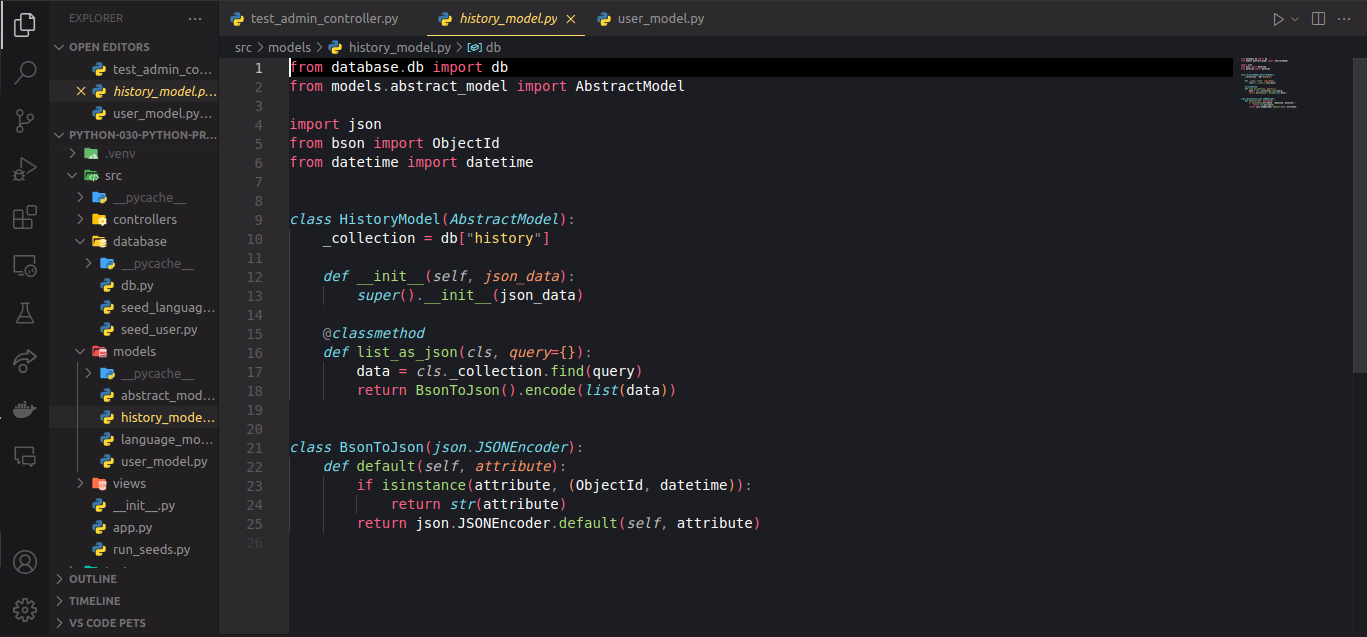 EXPLORER
OPEN EDITORS
test_admin_co...
history_model.p...
user_model.py...
PYTHON-030-PYTHON-PR...
.venv
src
__pycache__
controllers
database
__pycache__
db.py
seed_languag...
seed_user.py
models
__pycache__
abstract_mod...
history_mode...
language_mo...
user_model.py
views
__init__.py
app.py
run_seeds.py
OUTLINE
TIMELINE
VS CODE PETS
test_admin_controller.py
history_model.py
user_model.py
src > models > history_model.py > db
1 from database.db import db
2 from models.abstract_model import AbstractModel
3
4 import json
5 from bson import ObjectId
6 from datetime import datetime
7
8
9 class HistoryModel(AbstractModel):
10     _collection = db["history"]
11
12     def __init__(self, json_data):
13         super().__init__(json_data)
14
15     @classmethod
16     def list_as_json(cls, query={}):
17         data = cls._collection.find(query)
18         return BsonToJson().encode(list(data))
19
20
21 class BsonToJson(json.JSONEncoder):
22     def default(self, attribute):
23         if isinstance(attribute, (ObjectId, datetime)):
24             return str(attribute)
25         return json.JSONEncoder.default(self, attribute)
26